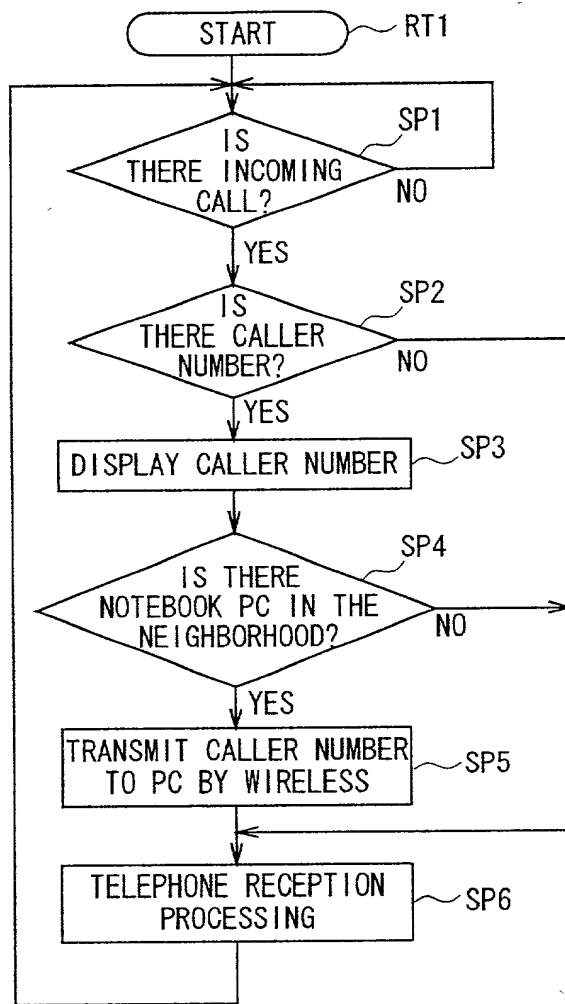 START
RT1
IS
THERE INCOMING
CALL?
SP1
NO
YES
IS
THERE CALLER
NUMBER?
SP2
NO
YES
DISPLAY CALLER NUMBER
SP3
IS THERE
NOTEBOOK PC IN THE
NEIGHBORHOOD?
SP4
NO
YES
TRANSMIT CALLER NUMBER
TO PC BY WIRELESS
SP5
TELEPHONE RECEPTION
PROCESSING
SP6